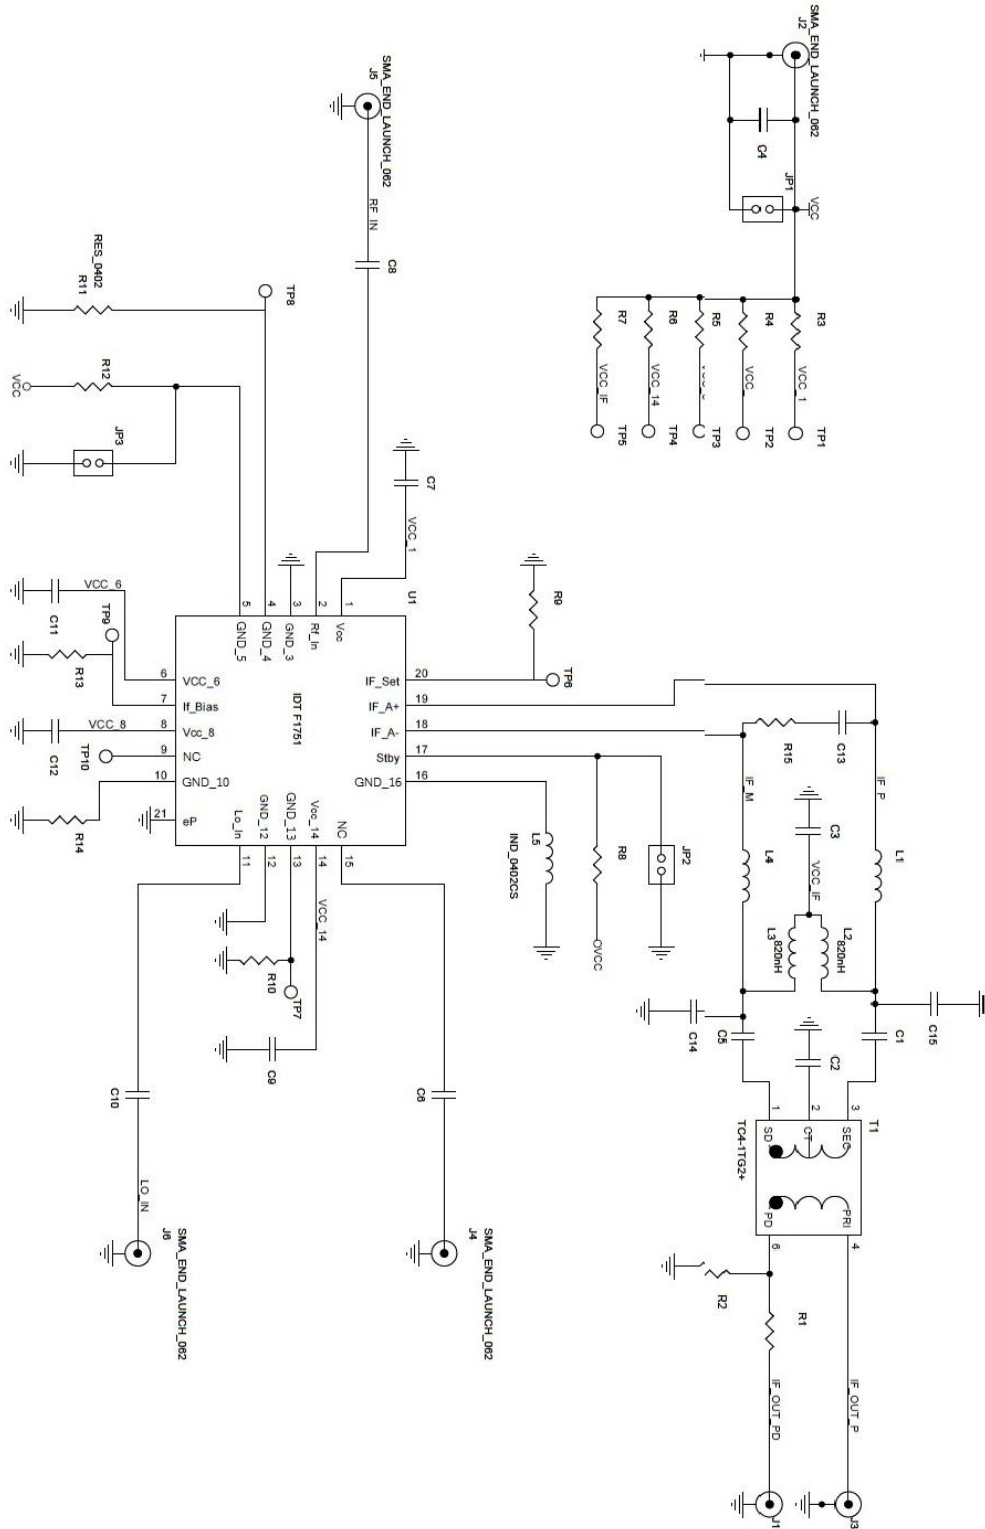 SMA_END_LAUNCH_062
J2
C4
JP1
VCC
R3
R4
R5
R6
R7
VCC_1
VCC_
VCC_14
VCC_IF
TP1
TP2
TP3
TP4
TP5
SMA_END_LAUNCH_062
J5
RF_IN
C8
RES_0402
R11
TP8
R12
VCC
JP3
C7
VCC_1
U1
R9
TP6
VCC_6
C11
TP9
R13
VCC_8
C12
TP10
R14
5
4
3
2
1
GND_5
GND_4
GND_3
Rf_In
Vcc
6
VCC_6
7
If_Bias
8
Vcc_8
9
NC
10
GND_10
21
eP
IDT F1751
IF_Set
20
IF_A+
19
IF_A-
18
Stby
17
GND_16
16
Lo_In
GND_12
GND_13
Vcc_14
NC
11
12
13
14
15
VCC_14
R10
TP7
C9
L5
IND_0402CS
R8
OVCC
JP2
R15
C13
IF_M
IF_P
C3
VCC_IF
L4
L1
L3
820nH
L2
820nH
C14
C5
C2
C1
C15
1
2
3
T1
TC4-1TG2+
SD
CT
SEC
PD
PRI
6
4
R2
R1
IF_OUT_PD
IF_OUT_P
J1
J3
C10
LO_IN
J6
SMA_END_LAUNCH_062
C6
J4
SMA_END_LAUNCH_062